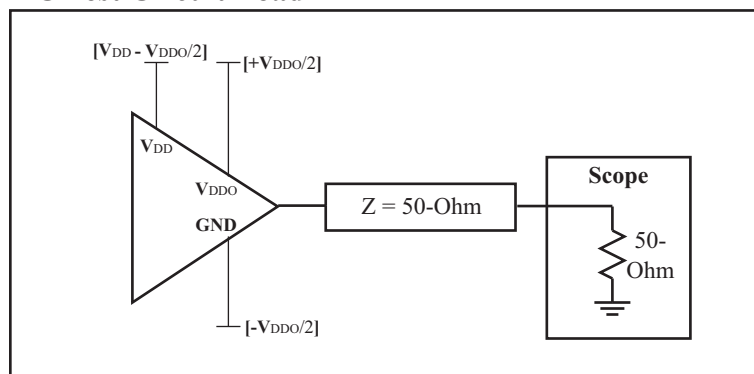 [VDD - VDDO/2]
[+VDDO/2]
VDD
VDDO
GND
Z = 50-Ohm
Scope
50-
Ohm
[-VDDO/2]